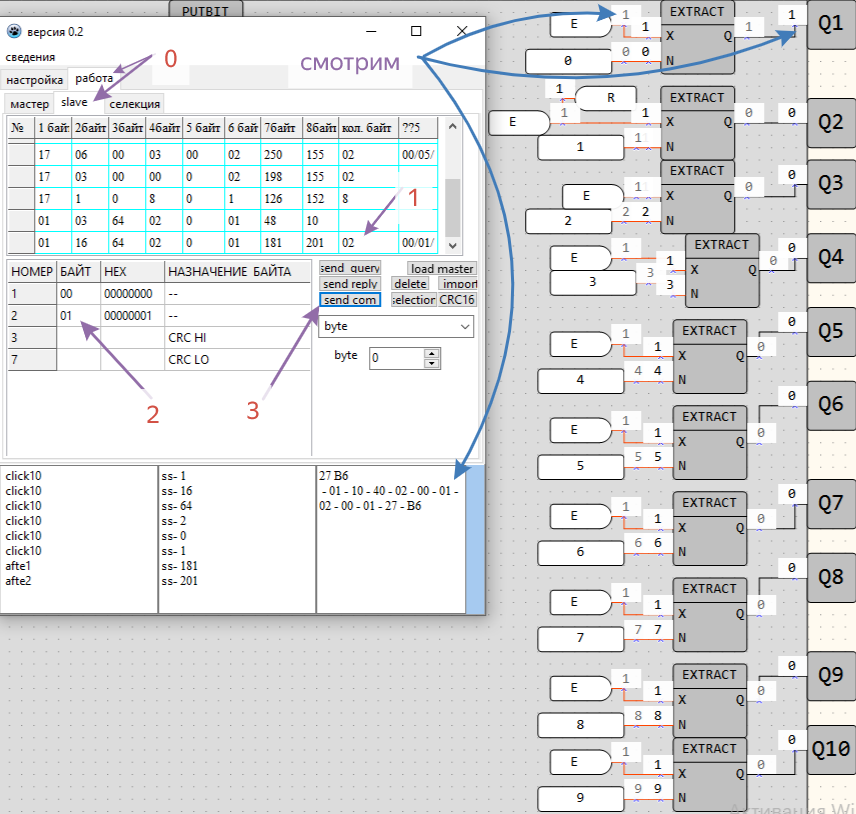 PUTBIT
версия 0.2
сведения
настройка работа
0
смотрим
мастер slave селекция
№ 1 байт 2байт 3байт 4байт 5 байт 6 байт 7байт 8байт кол. байт ??5
17 06 00 03 00 02 250 155 02 00/05/
17 03 00 00 0 02 198 155 02
17 1 0 8 0 1 126 152 8
1
01 03 64 02 0 01 48 10
01 16 64 02 0 01 181 201 02 00/01/
НОМЕР БАЙТ HEX НАЗНАЧЕНИЕ БАЙТА
1 00 00000000 --
2 01 00000001 --
3 CRC HI
7 CRC LO
send query load master
send reply delete import
send com selection CRC16
byte
byte 0
2
3
click10
click10
click10
click10
click10
click10
afte1
afte2
ss- 1
ss- 16
ss- 64
ss- 2
ss- 0
ss- 1
ss- 181
ss- 201
27 B6
- 01 - 10 - 40 - 02 - 00 - 01 -
02 - 00 - 01 - 27 - B6
E 1 1 EXTRACT X Q 1 1 Q1
0 0 0 N
1 R
E 1 1 EXTRACT X Q 0 0 Q2
1 1 N
E 1 EXTRACT X Q 0 0 Q3
2 2 2 N
E 1 1 EXTRACT X Q 0 0 Q4
3 3 3 N
E 1 1 EXTRACT X Q 0 0 Q5
4 4 4 N
E 1 1 EXTRACT X Q 0 0 Q6
5 5 5 N
E 1 1 EXTRACT X Q 0 0 Q7
6 6 6 N
E 1 1 EXTRACT X Q 0 0 Q8
7 7 7 N
E 1 1 EXTRACT X Q 0 0 Q9
8 8 8 N
E 1 1 EXTRACT X Q 0 0 Q10
9 9 9 N
Активация Wi